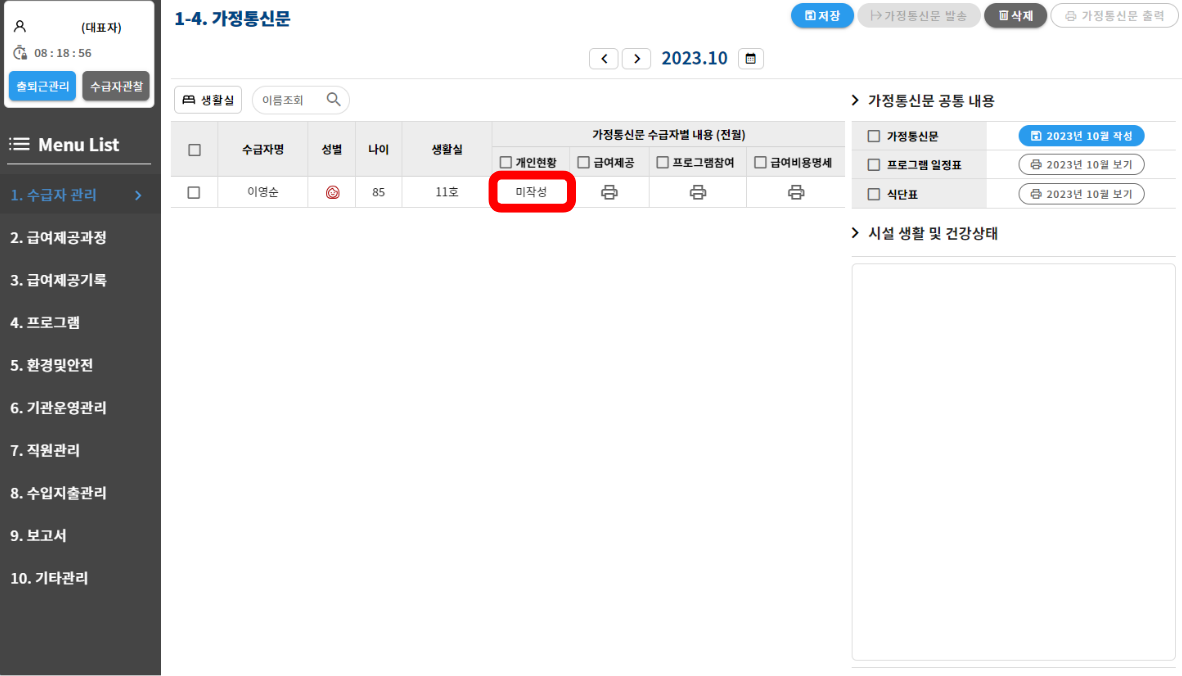 (대표자)
08 : 18 : 56
출퇴근관리
수급자관찰
Menu List
1. 수급자 관리
2. 급여제공과정
3. 급여제공기록
4. 프로그램
5. 환경및안전
6. 기관운영관리
7. 직원관리
8. 수입지출관리
9. 보고서
10. 기타관리
1-4. 가정통신문
저장
가정통신문 발송
삭제
가정통신문 출력
2023.10
생활실
이름조회
수급자명
성별
나이
생활실
가정통신문 수급자별 내용 (전월)
개인현황
급여제공
프로그램참여
급여비용명세
이영순
85
11호
미작성
가정통신문 공통 내용
가정통신문
2023년 10월 작성
프로그램 일정표
2023년 10월 보기
식단표
2023년 10월 보기
시설 생활 및 건강상태